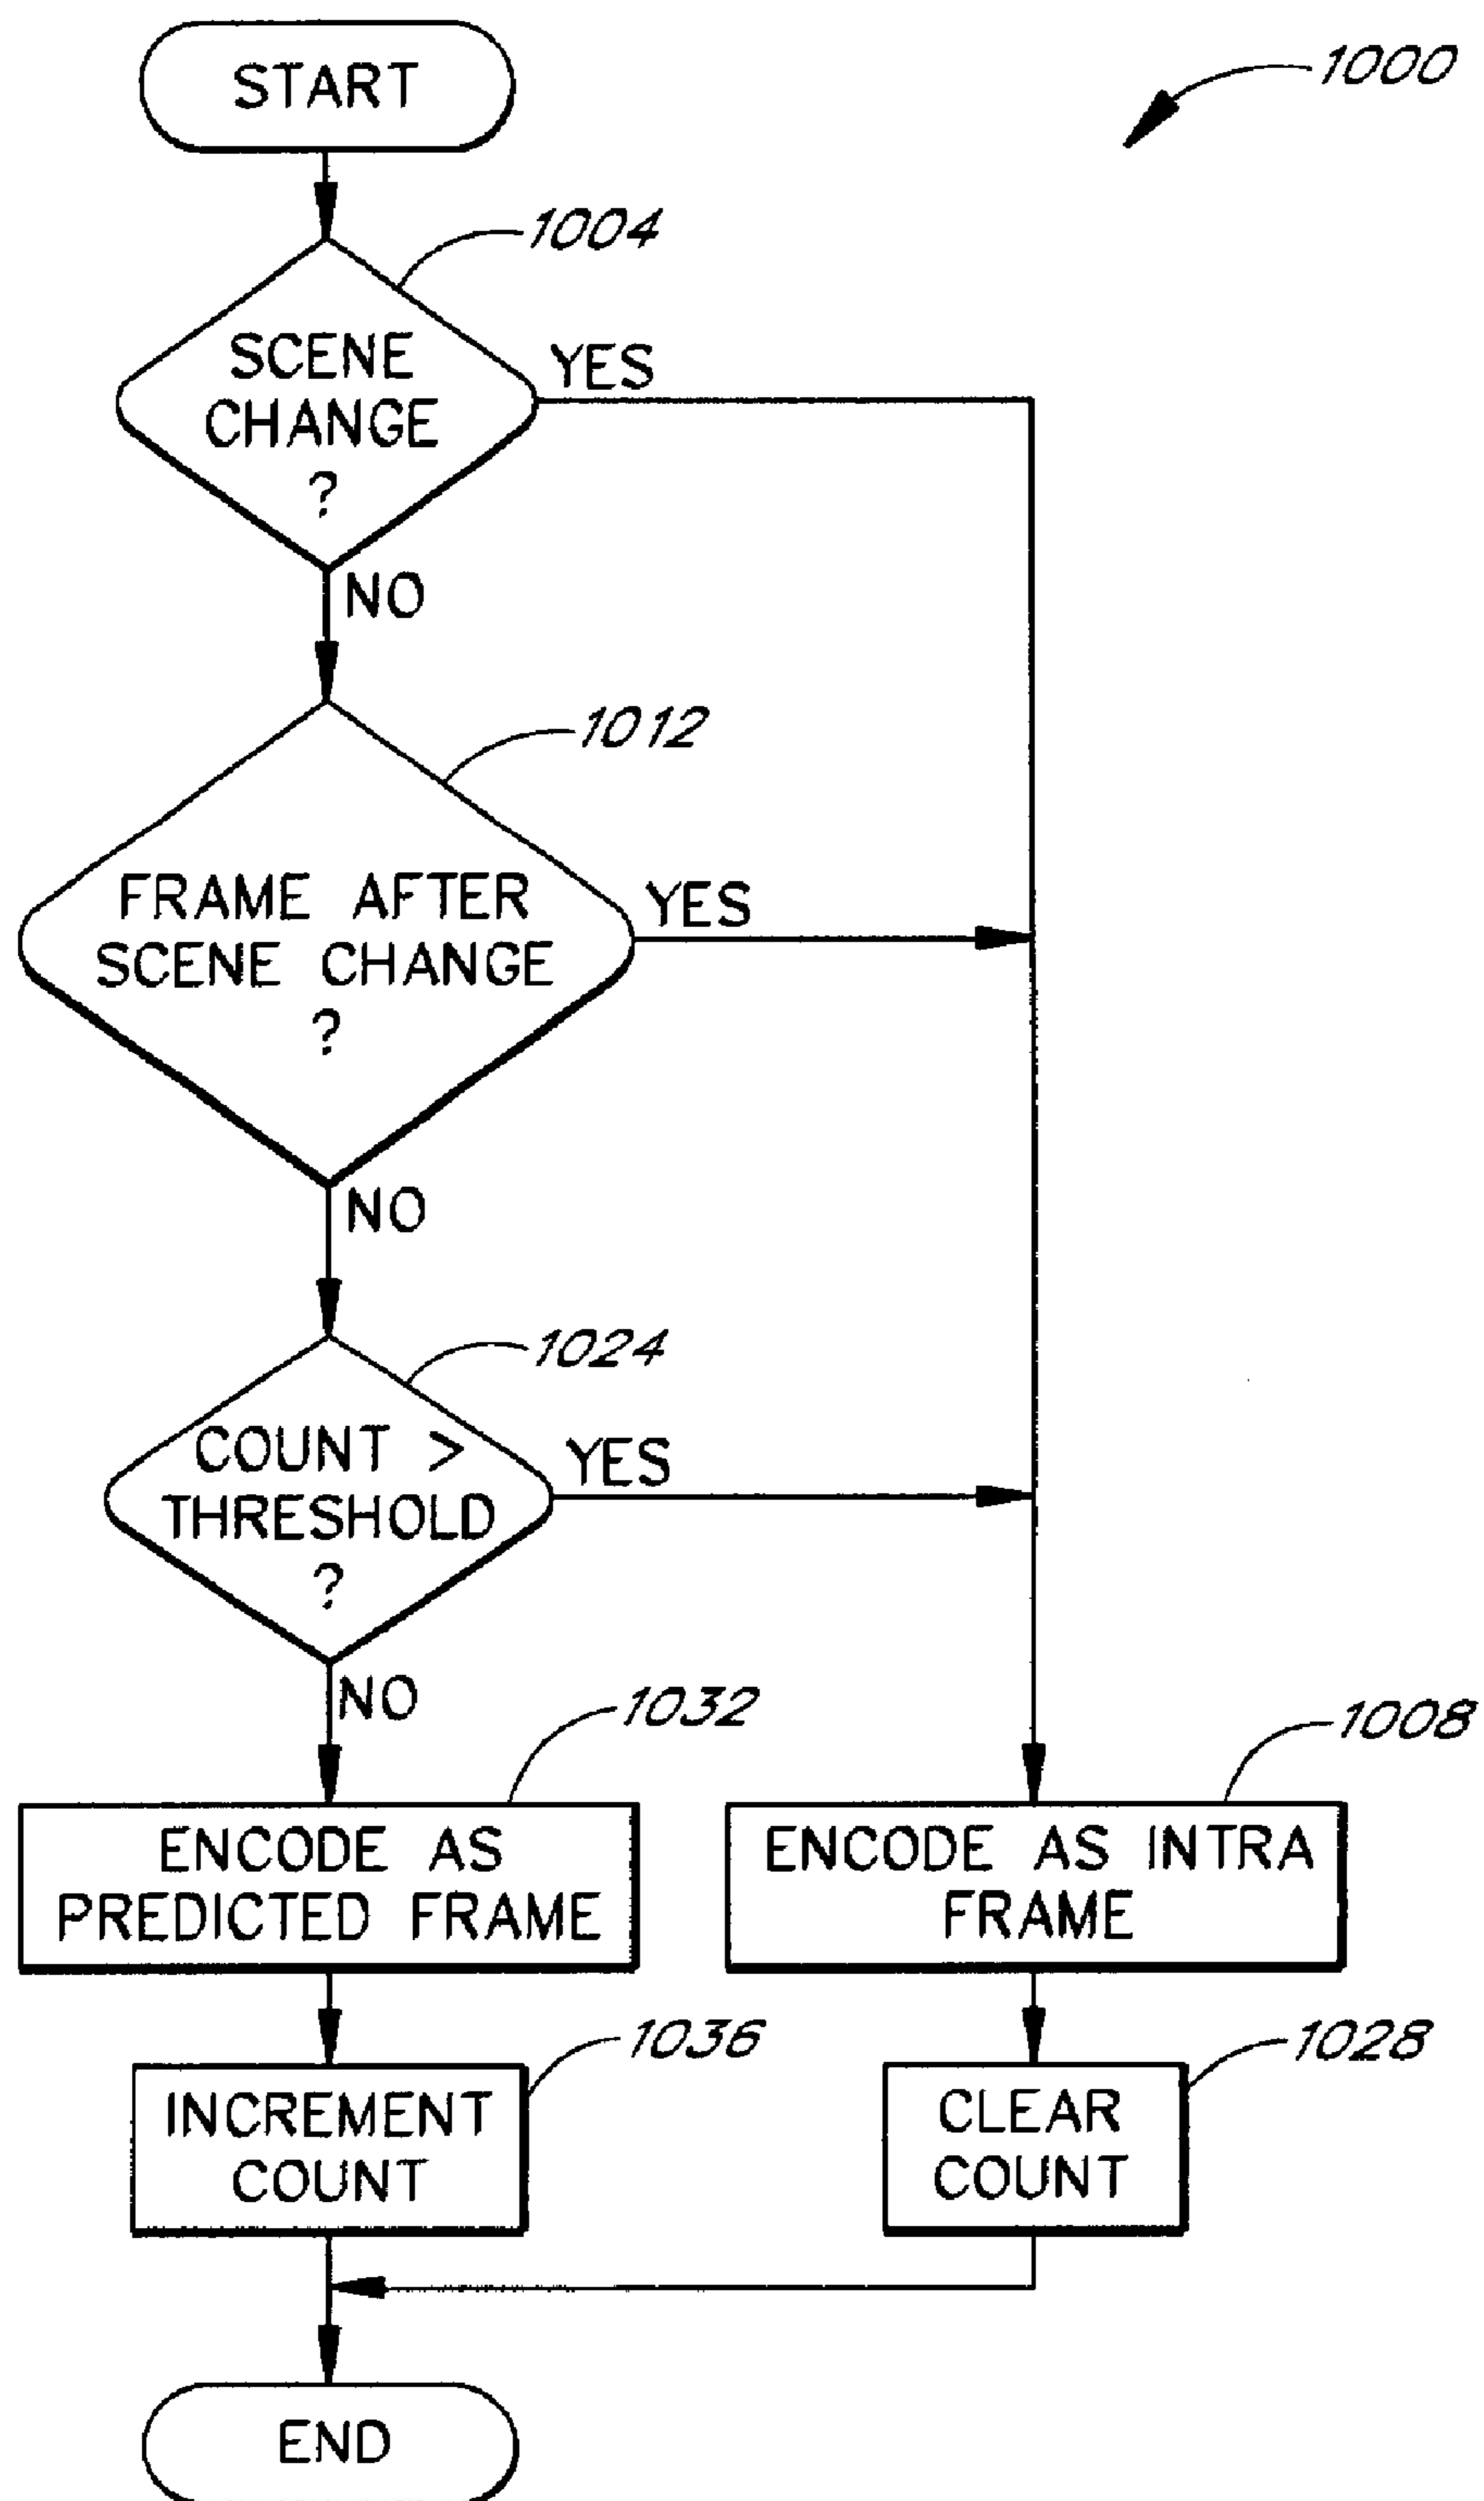 START
1000
1004
SCENE
CHANGE
?
YES
NO
1012
FRAME AFTER
SCENE CHANGE
?
YES
NO
1024
COUNT >
THRESHOLD
?
YES
NO
1032
1008
ENCODE AS
PREDICTED FRAME
ENCODE AS INTRA
FRAME
1036
1028
INCREMENT
COUNT
CLEAR
COUNT
END